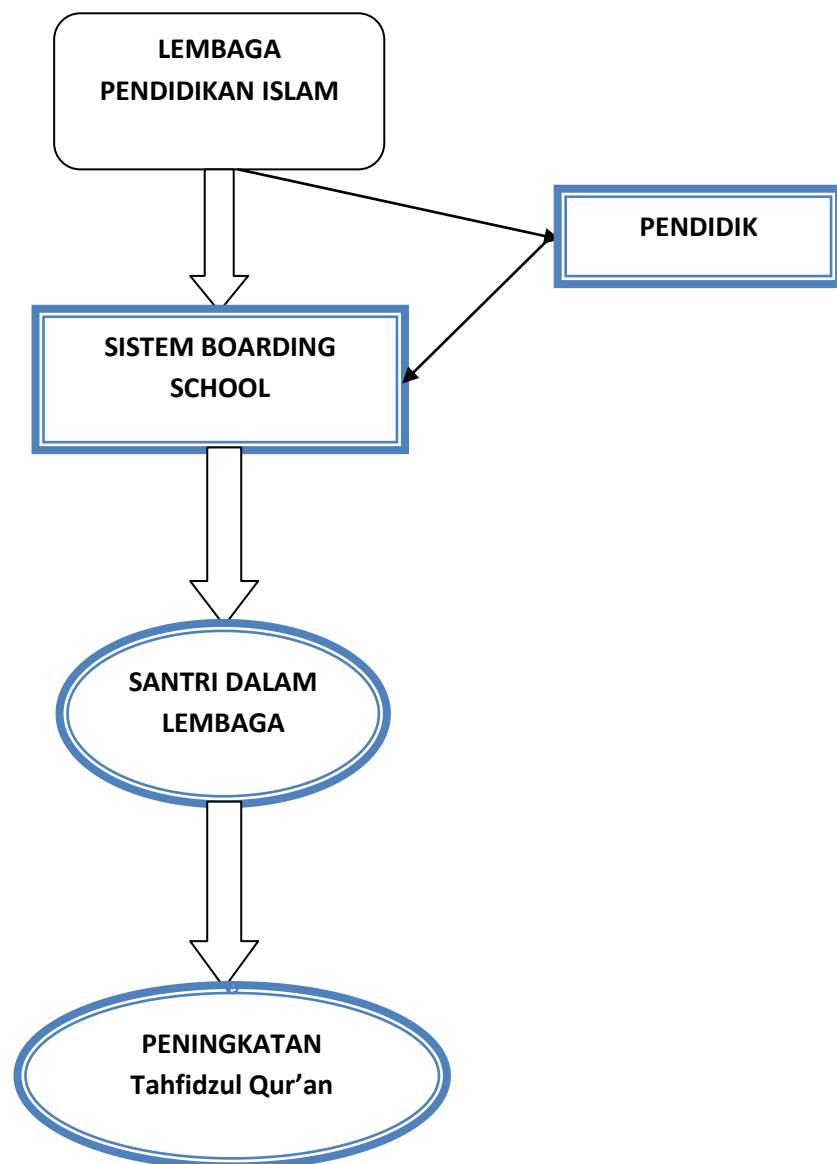 LEMBAGA
PENDIDIKAN ISLAM
PENDIDIK
SISTEM BOARDING
SCHOOL
SANTRI DALAM
LEMBAGA
PENINGKATAN
Tahfidzul Qur’an